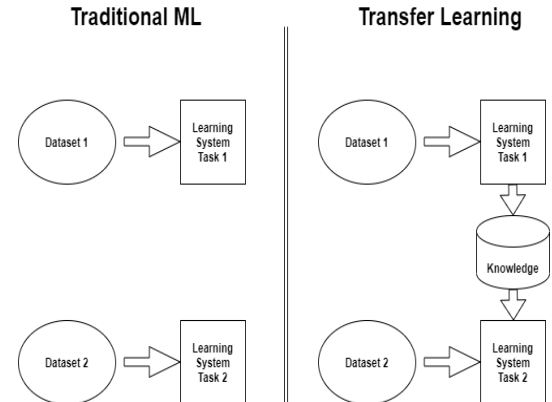 Traditional ML
Transfer Learning
Dataset 1
Learning
System
Task 1
Dataset 1
Learning
System
Task 1
Knowledge
Dataset 2
Learning
System
Task 2
Dataset 2
Learning
System
Task 2